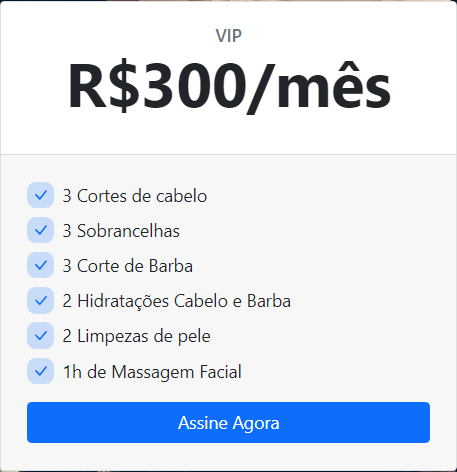 VIP
R$300/mês
3 Cortes de cabelo
3 Sobrancelhas
3 Corte de Barba
2 Hidratações Cabelo e Barba
2 Limpezas de pele
1h de Massagem Facial
Assine Agora